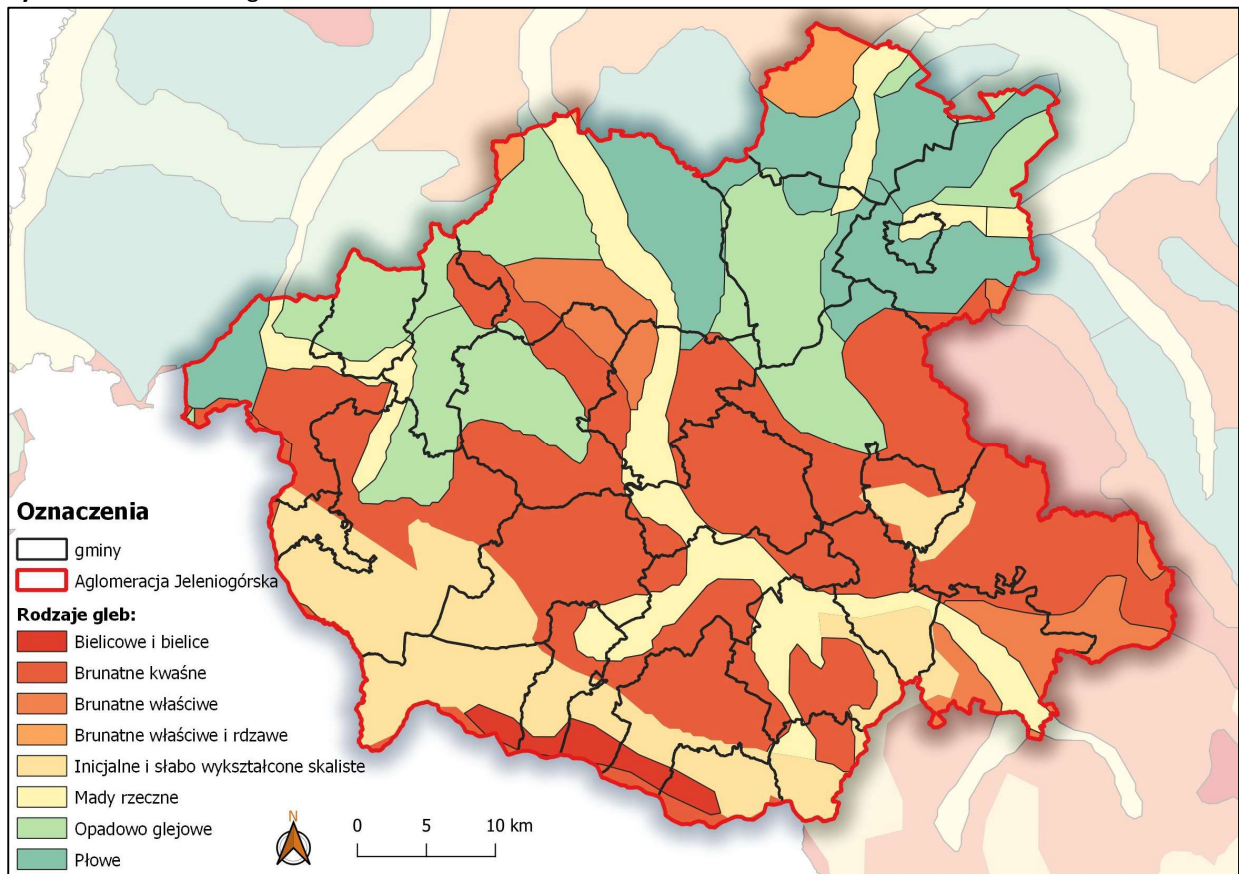 Oznaczenia
gminy
Aglomeracja Jeleniogórska
Rodzaje gleb:
Bielicowe i bielice
Brunatne kwaśne
Brunatne właściwe
Brunatne właściwe i rdzawe
Inicjalne i słabo wykształcone skaliste
Mady rzeczne
Opadowo glejowe
Płowe
N
0 5 10 km